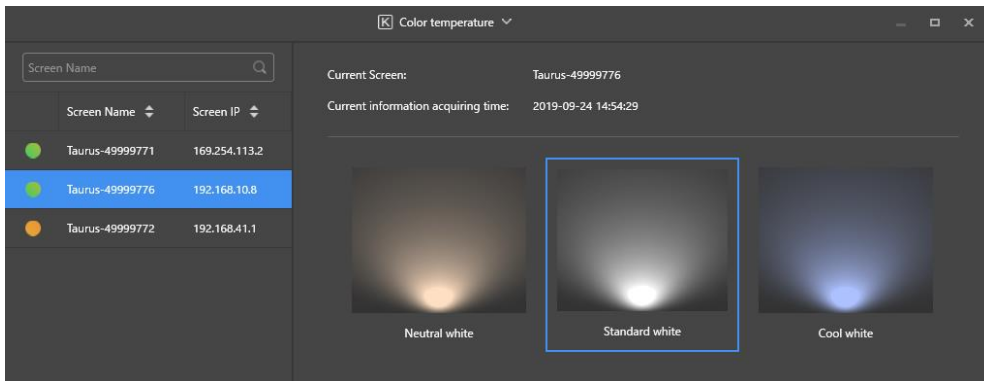 K Color temperature
Screen Name
Current Screen: Taurus-49999776
Current information acquiring time: 2019-09-24 14:54:29
Screen Name Screen IP
Taurus-49999771 169.254.113.2
Taurus-49999776 192.168.10.8
Taurus-49999772 192.168.41.1
Neutral white Standard white Cool white